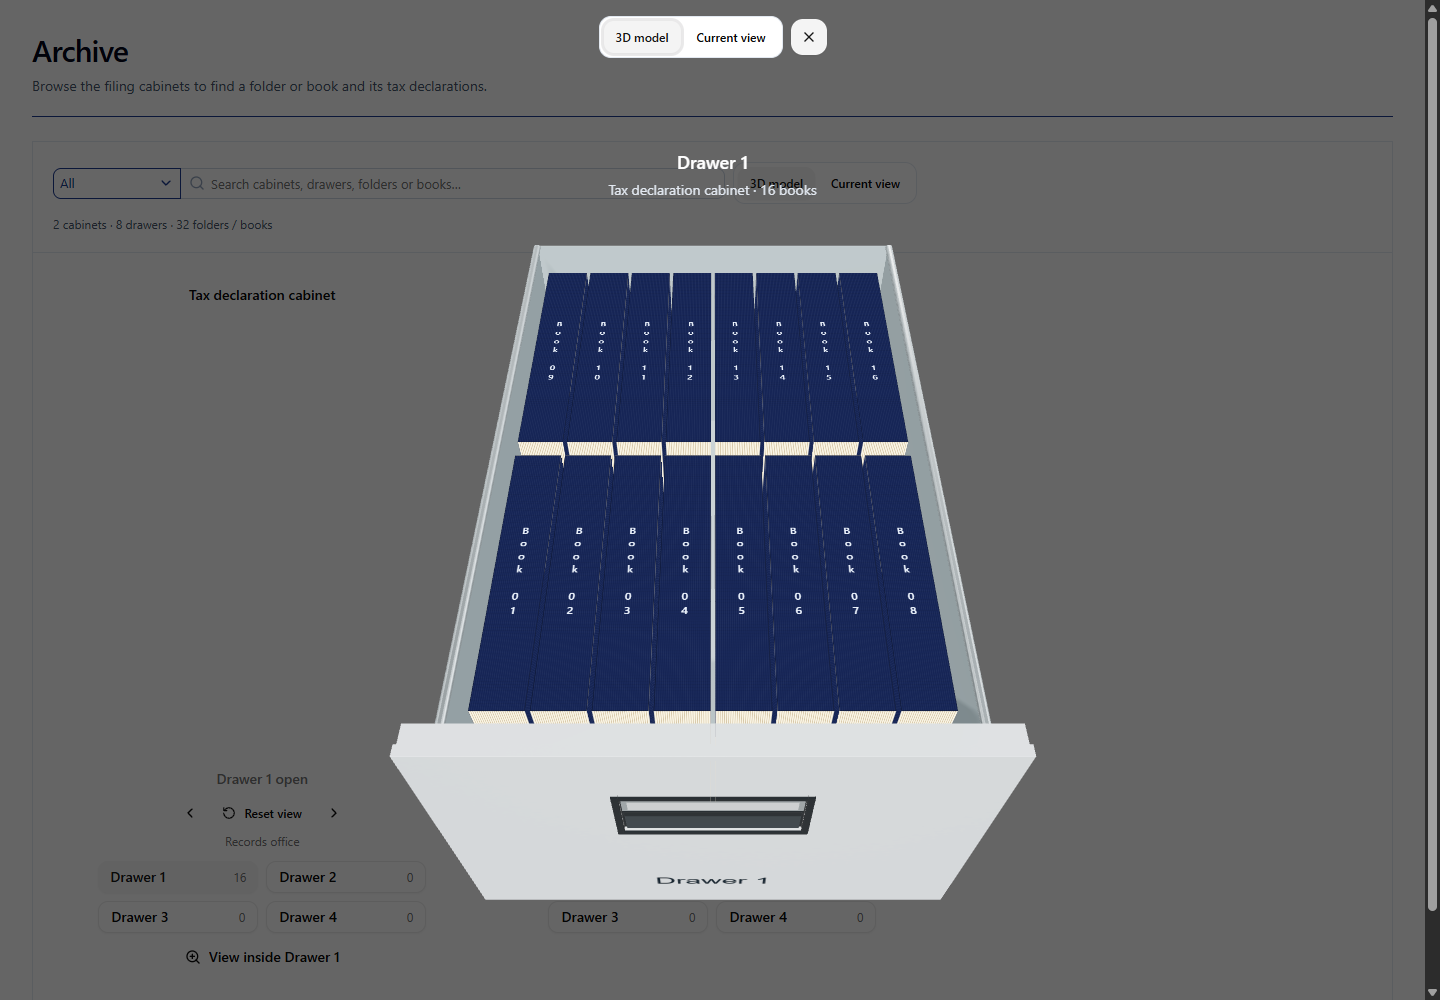 3D model Current view
Archive
Browse the filing cabinets to find a folder or book and its tax declarations.
Drawer 1
Tax declaration cabinet · 16 books
All
Search cabinets, drawers, folders or books...
3D model Current view
2 cabinets · 8 drawers · 32 folders / books
Tax declaration cabinet
Book 09
Book 10
Book 11
Book 12
Book 13
Book 14
Book 15
Book 16
Book 01
Book 02
Book 03
Book 04
Book 05
Book 06
Book 07
Book 08
Drawer 1
Drawer 1 open
Reset view
Records office
Drawer 1 16
Drawer 2 0
Drawer 3 0
Drawer 4 0
Drawer 3 0
Drawer 4 0
View inside Drawer 1